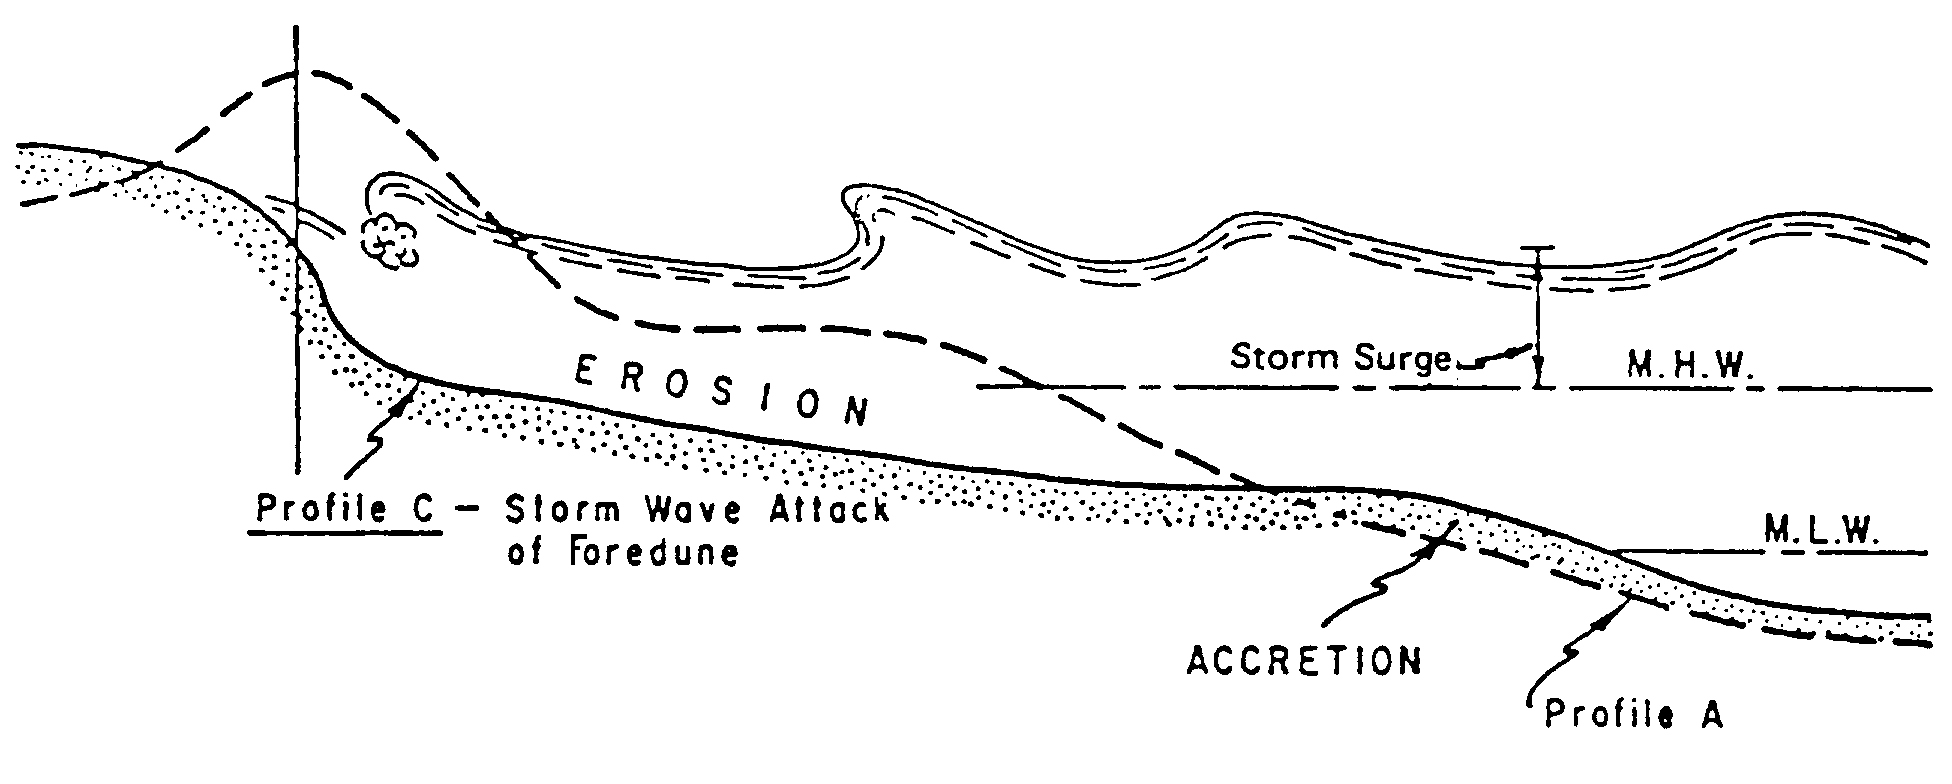 Storm Surge
M. H. W.
EROSION
Profile C - Storm Wave Attack
of Foredune
M. L. W.
ACCRETION
Profile A